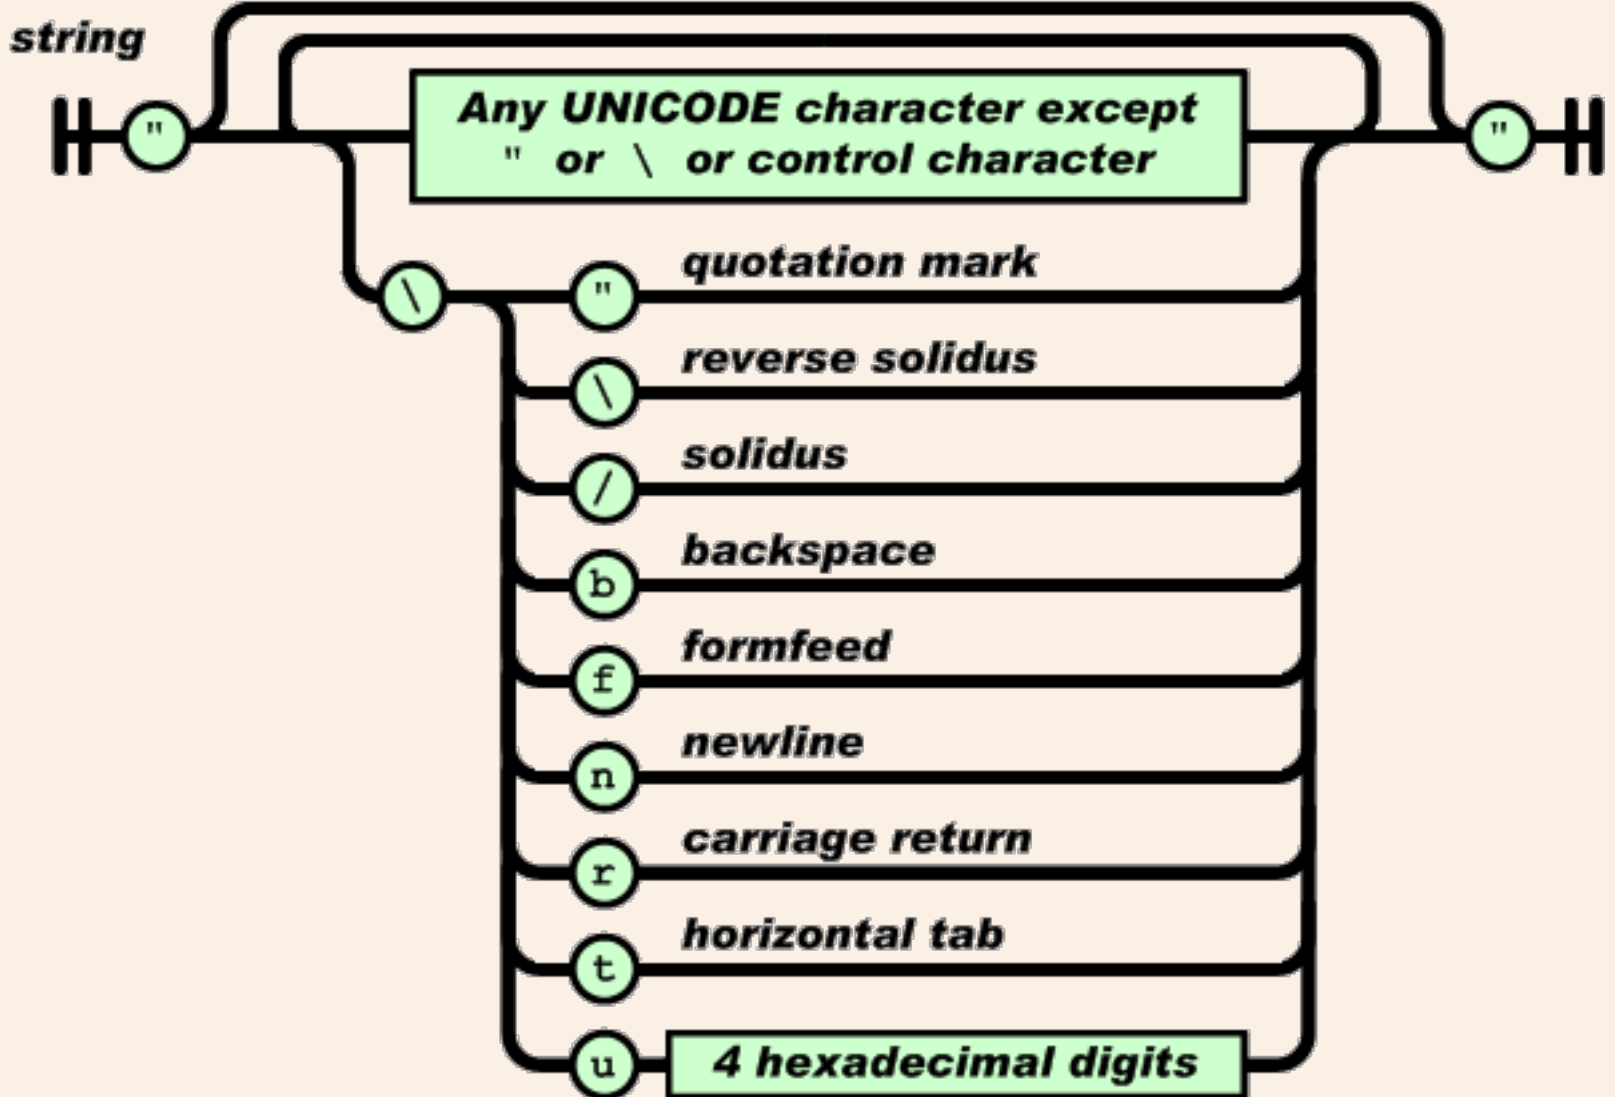 string
"
Any UNICODE character except
" or \ or control character
"
\
"
quotation mark
\
reverse solidus
/
solidus
b
backspace
f
formfeed
n
newline
r
carriage return
t
horizontal tab
u
4 hexadecimal digits